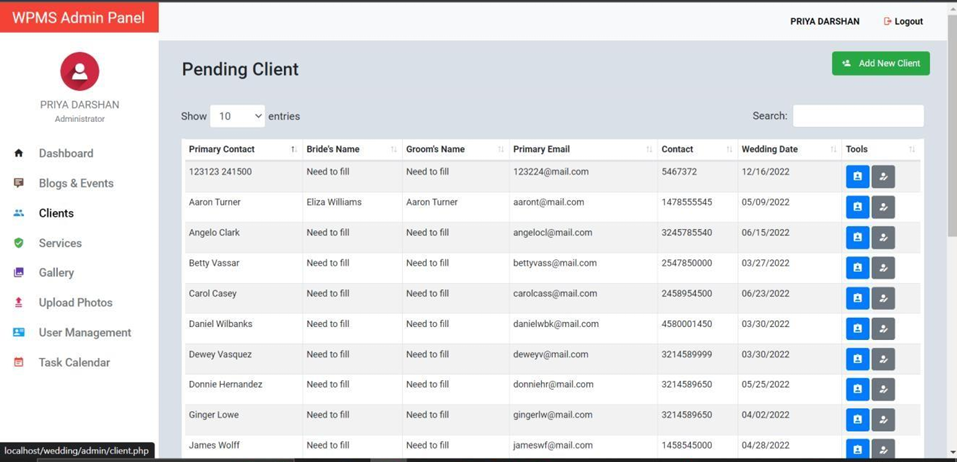 WPMS Admin Panel
PRIYA DARSHAN Logout
PRIYA DARSHAN
Administrator
Dashboard
Blogs & Events
Clients
Services
Gallery
Upload Photos
User Management
Task Calendar
Pending Client
Add New Client
Show 10 entries
Search:
Primary Contact Bride's Name Groom's Name Primary Email Contact Wedding Date Tools
123123 241500 Need to fill Need to fill 123224@mail.com 5467372 12/16/2022
Aaron Turner Eliza Williams Aaron Turner aaront@mail.com 1478555545 05/09/2022
Angelo Clark Need to fill Need to fill angelocl@mail.com 3245785540 06/15/2022
Betty Vassar Need to fill Need to fill bettyvass@mail.com 2547850000 03/27/2022
Carol Casey Need to fill Need to fill carolcass@mail.com 2458954500 06/23/2022
Daniel Wilbanks Need to fill Need to fill danielwbk@mail.com 4580001450 03/30/2022
Dewey Vasquez Need to fill Need to fill deweyv@mail.com 3214589999 03/30/2022
Donnie Hernandez Need to fill Need to fill donniehr@mail.com 3214589650 05/25/2022
Ginger Lowe Need to fill Need to fill gingerlw@mail.com 3214589650 04/02/2022
James Wolff Need to fill Need to fill jameswf@mail.com 1458545000 04/28/2022
localhost/wedding/admin/client.php